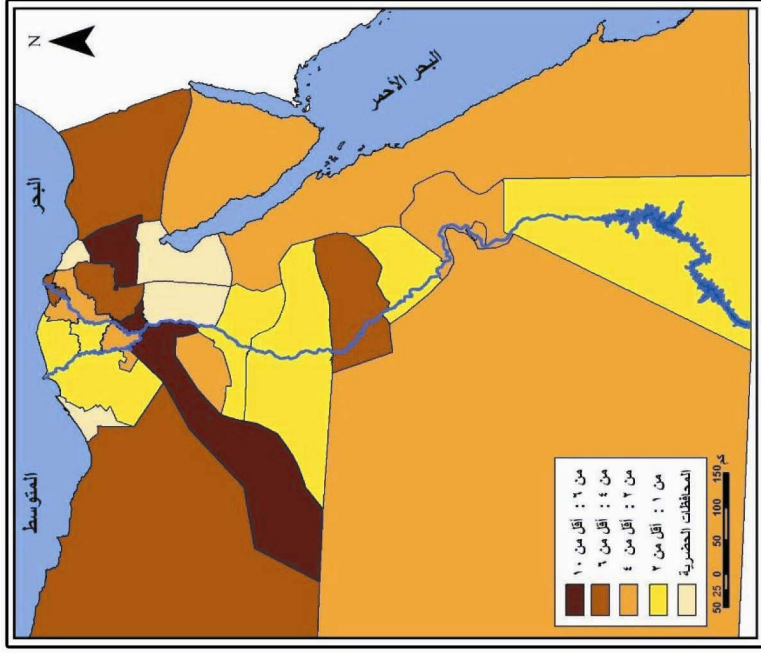 N
البحر
المتوسط
البحر الأحمر
من ٦ : أقل من ١٠
من ٤ : أقل من ٦
من ٢ : أقل من ٤
من ١ : أقل من ٢
المحافظات الحضرية
50 25 0 50 100 150
كم